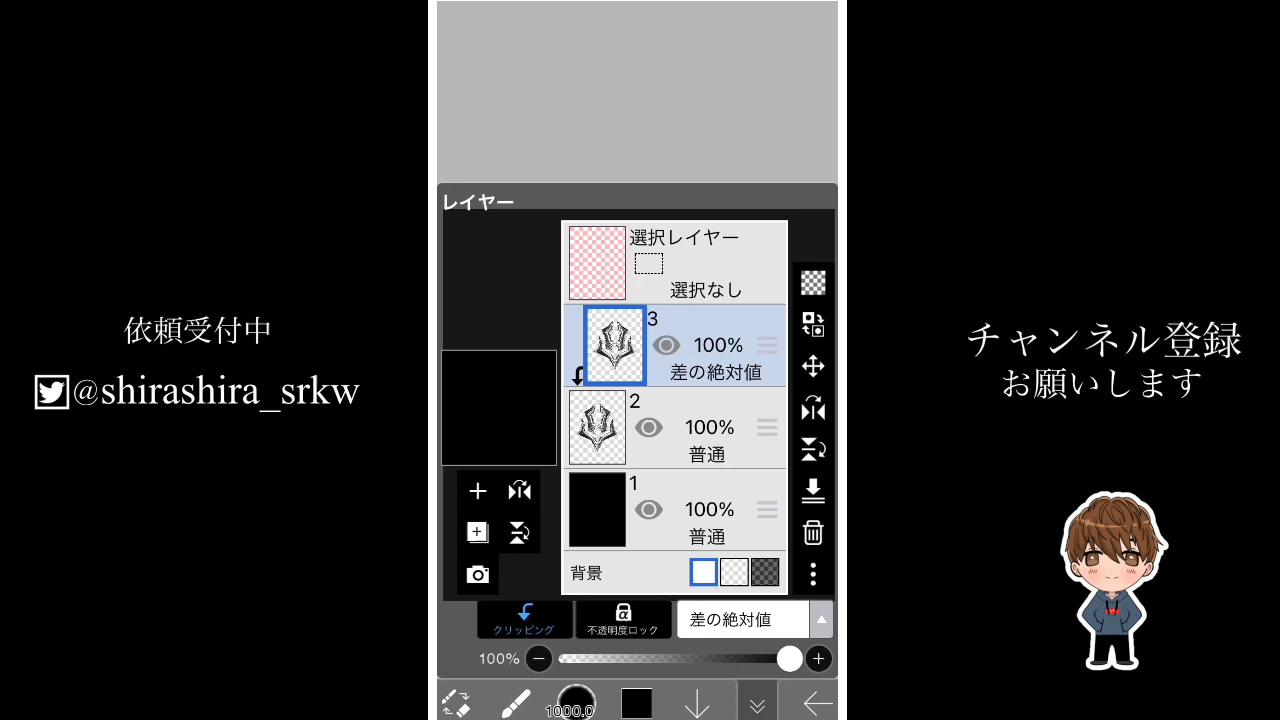 レイヤー
選択レイヤー
選択なし
3
100%
差の絶対値
2
100%
普通
1
100%
普通
背景
クリッピング
α
不透明度ロック
差の絶対値
100%
1000.0
依頼受付中
@shirashira_srkw
チャンネル登録
お願いします